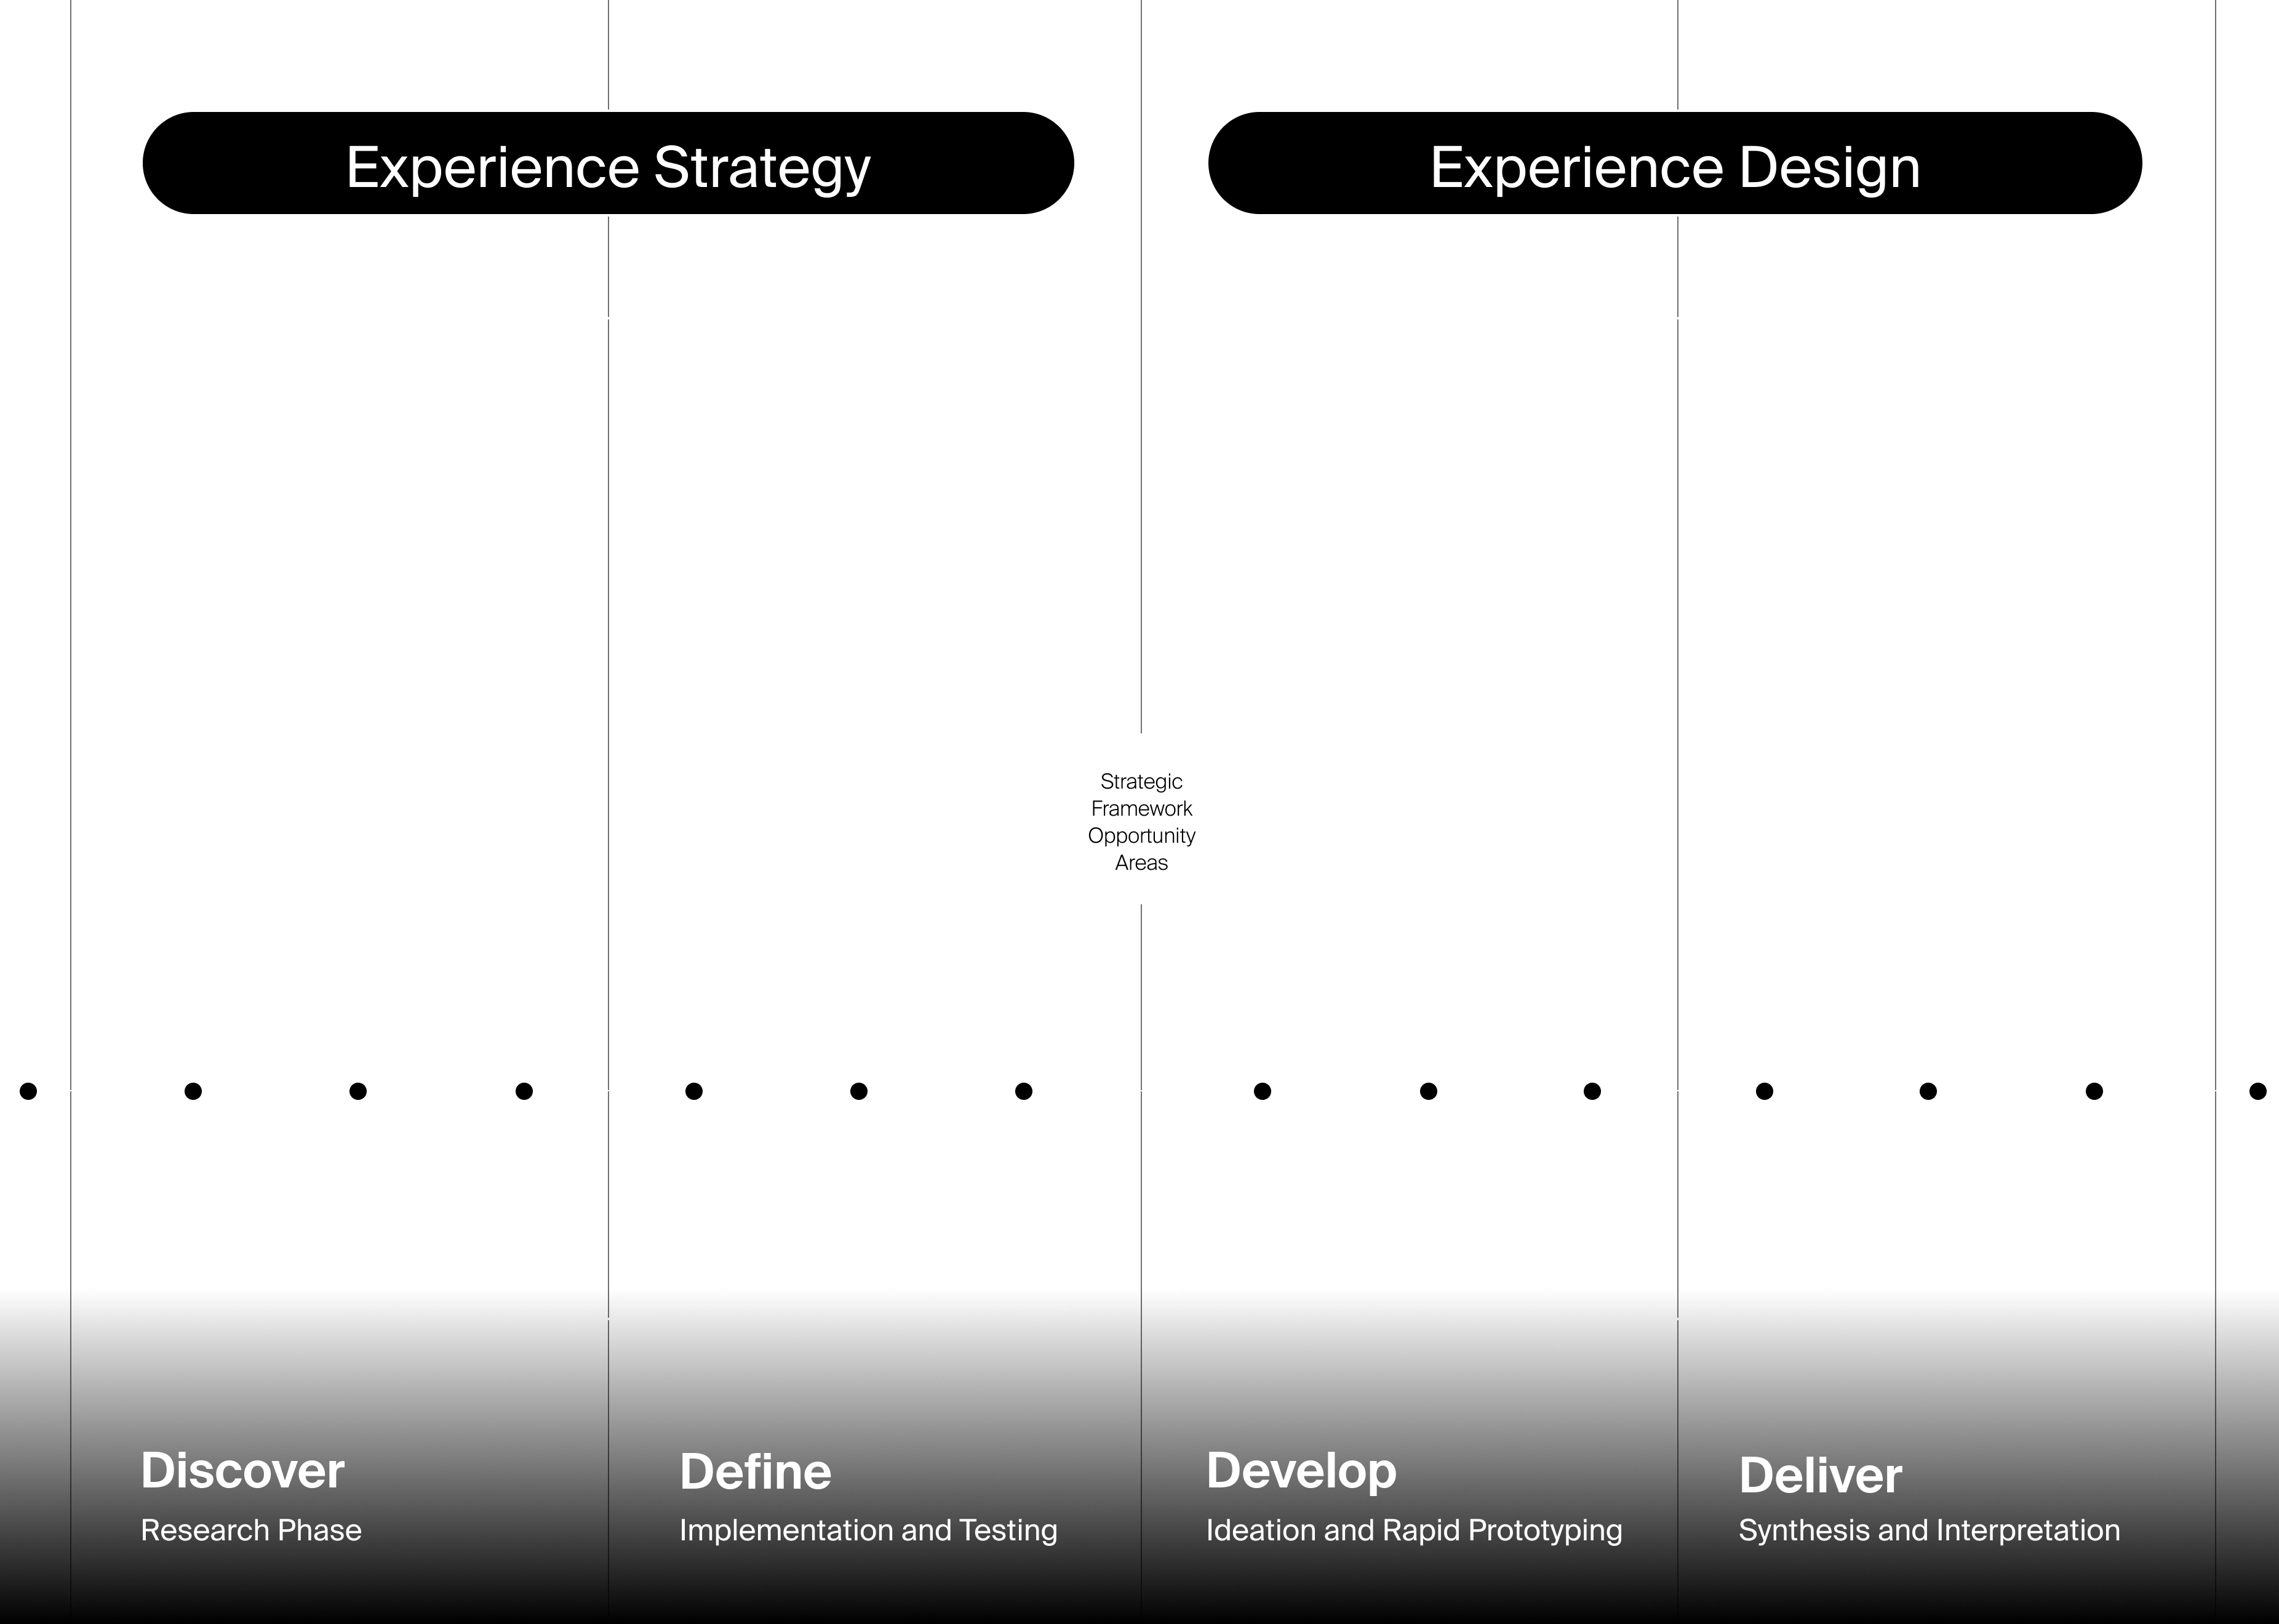 Experience Strategy
Experience Design
Strategic
Framework
Opportunity
Areas
Discover
Research Phase
Define
Implementation and Testing
Develop
Ideation and Rapid Prototyping
Deliver
Synthesis and Interpretation